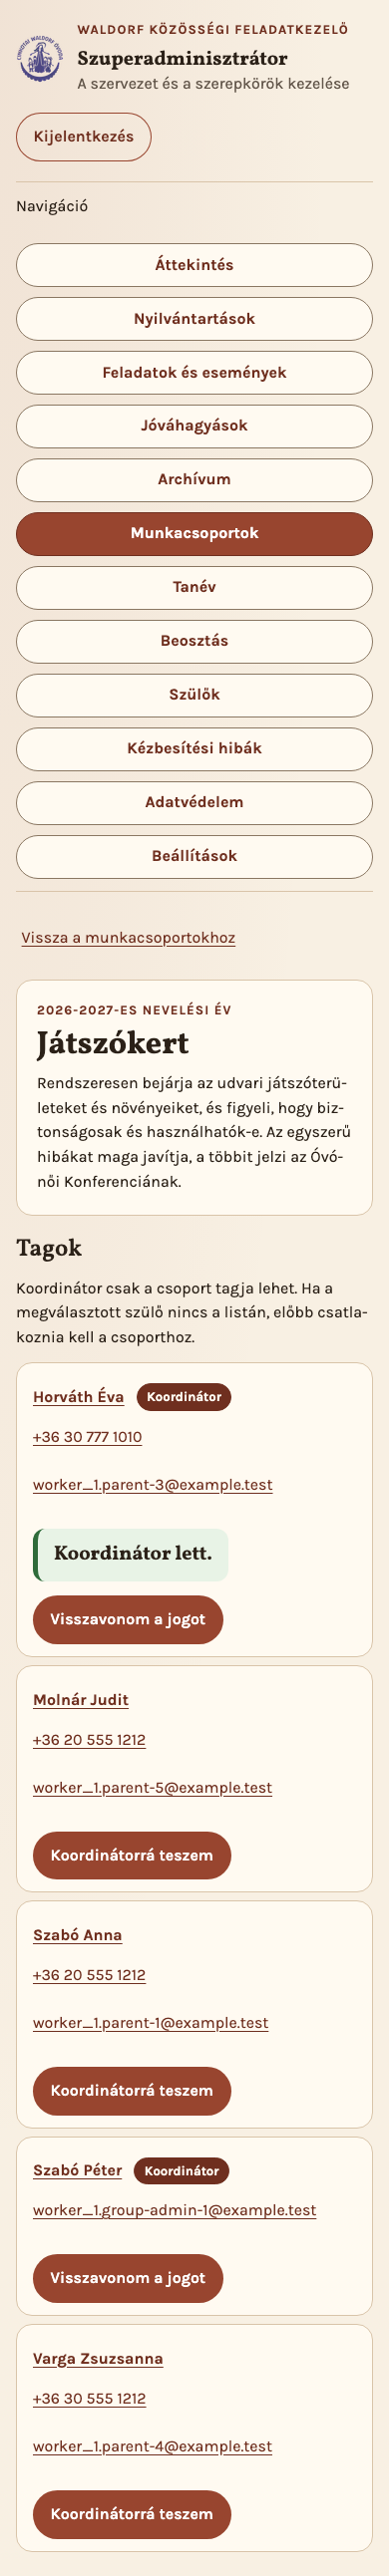 WALDORF KÖZÖSSÉGI FELADATKEZELŐ
Szuperadminisztrátor
A szervezet és a szerepkörök kezelése
Kijelentkezés
Navigáció
Áttekintés
Nyilvántartások
Feladatok és események
Jóváhagyások
Archívum
Munkacsoportok
Tanév
Beosztás
Szülők
Kézbesítési hibák
Adatvédelem
Beállítások
Vissza a munkacsoportokhoz
2026-2027-ES NEVELÉSI ÉV
Játszókert
Rendszeresen bejárja az udvari játszóterü-
leteket és növényeiket, és figyeli, hogy biz-
tonságosak és használhatók-e. Az egyszerű
hibákat maga javítja, a többit jelzi az Óvó-
női Konferenciának.
Tagok
Koordinátor csak a csoport tagja lehet. Ha a
megválasztott szülő nincs a listán, előbb csatla-
koznia kell a csoporthoz.
Horváth Éva Koordinátor
+36 30 777 1010
worker_1.parent-3@example.test
Koordinátor lett.
Visszavonom a jogot
Molnár Judit
+36 20 555 1212
worker_1.parent-5@example.test
Koordinátorrá teszem
Szabó Anna
+36 20 555 1212
worker_1.parent-1@example.test
Koordinátorrá teszem
Szabó Péter Koordinátor
worker_1.group-admin-1@example.test
Visszavonom a jogot
Varga Zsuzsanna
+36 30 555 1212
worker_1.parent-4@example.test
Koordinátorrá teszem